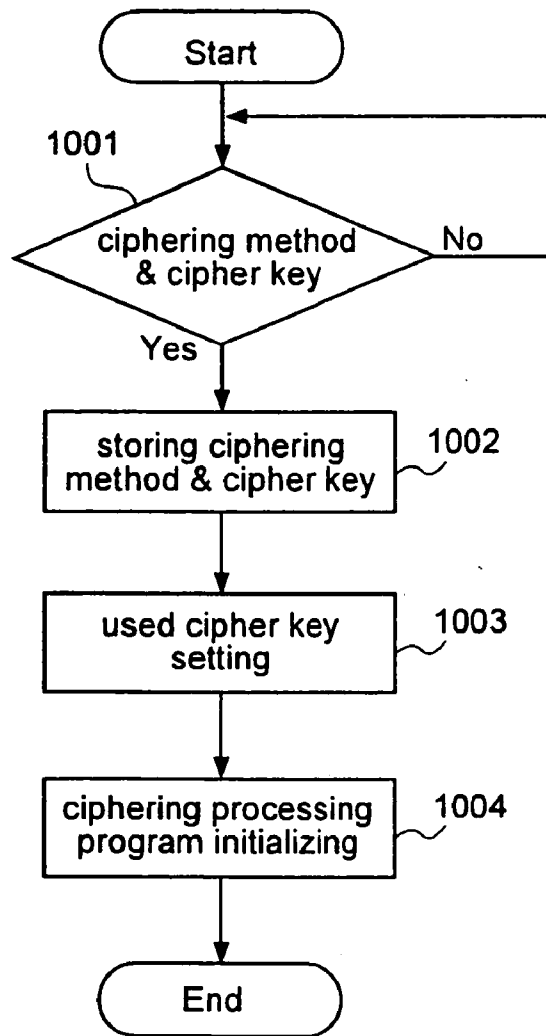 Start
1001
ciphering method
& cipher key
No
Yes
storing ciphering
method & cipher key
1002
used cipher key
setting
1003
ciphering processing
program initializing
1004
End